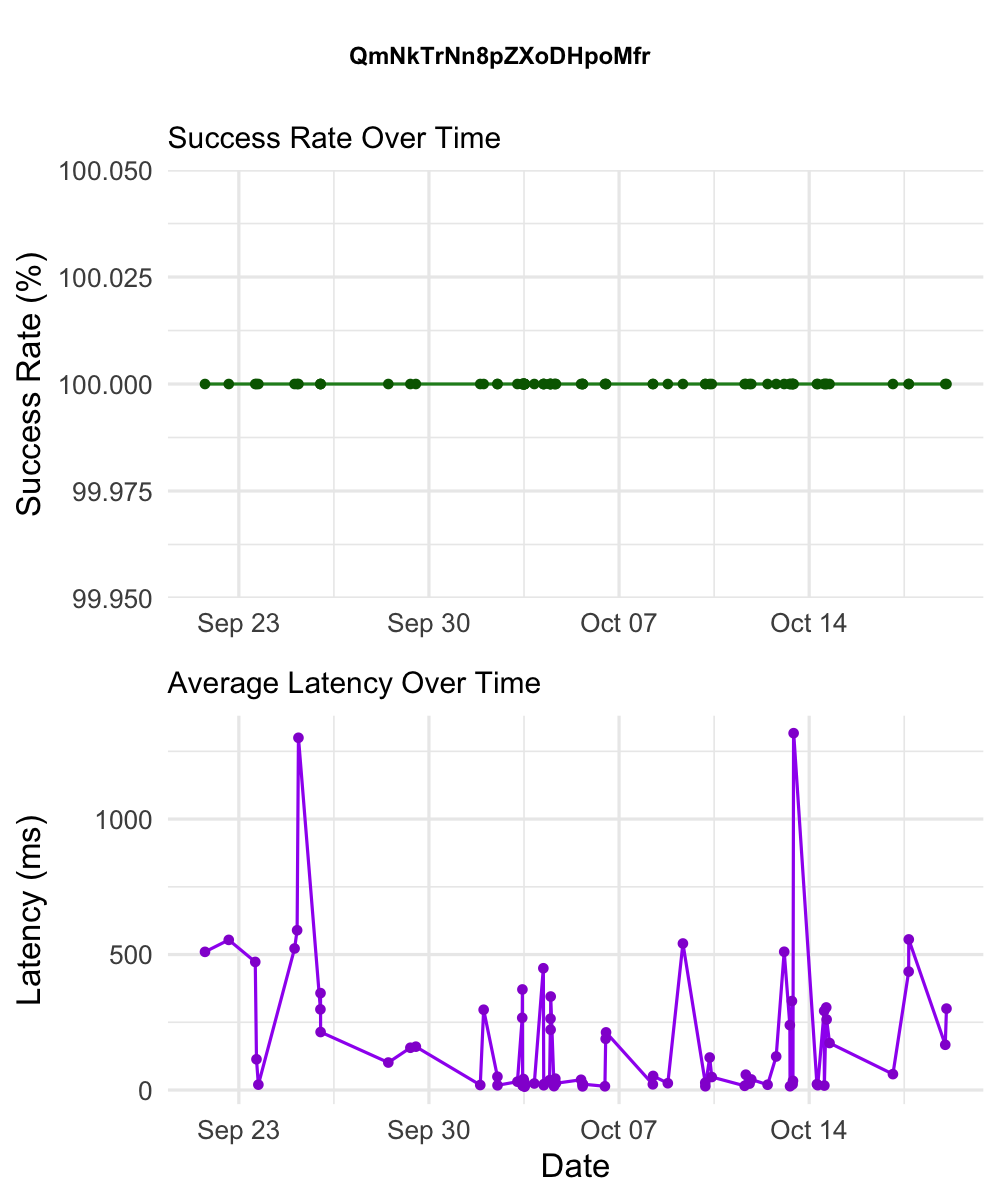 QmNkTrNn8pZXoDHpoMfr
Success Rate Over Time
100.050
100.025
100.000
99.975
99.950
Success Rate (%)
Sep 23 Sep 30 Oct 07 Oct 14
Average Latency Over Time
1000
500
0
Latency (ms)
Sep 23 Sep 30 Oct 07 Oct 14
Date